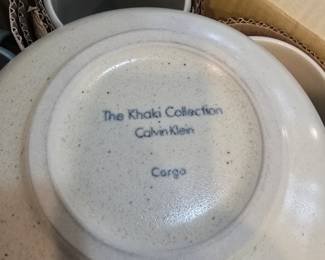 The Khaki Collection
Calvin Klein
Cargo